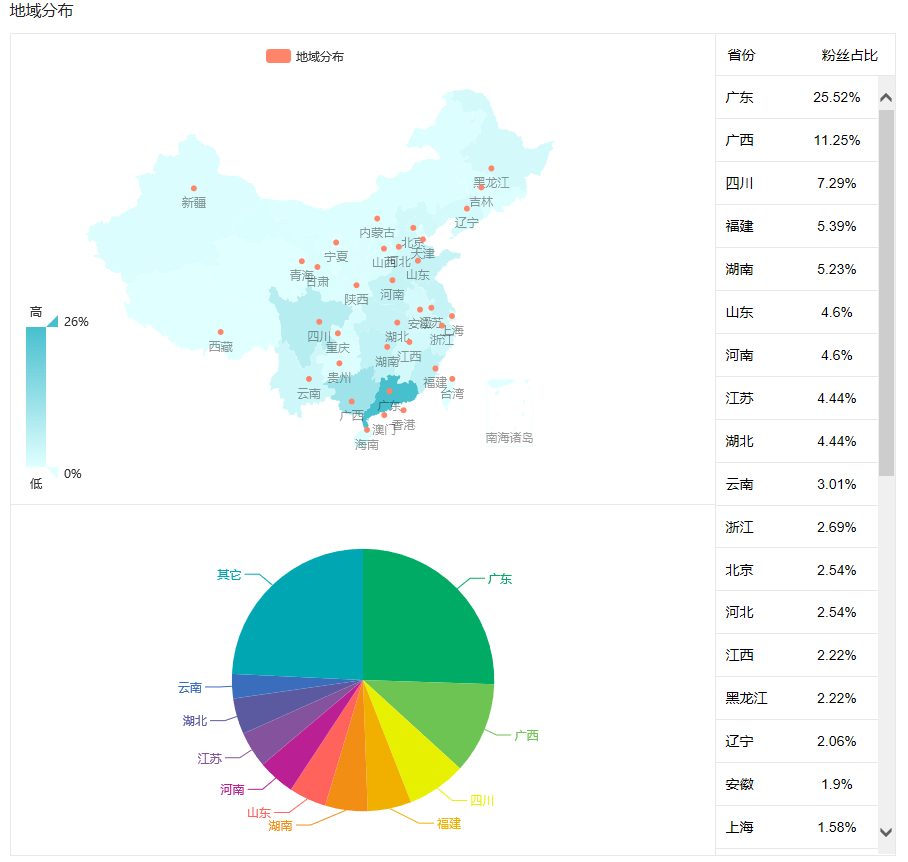 地域分布
地域分布
省份 粉丝占比
广东 25.52%
广西 11.25%
四川 7.29%
福建 5.39%
湖南 5.23%
山东 4.6%
河南 4.6%
江苏 4.44%
湖北 4.44%
云南 3.01%
浙江 2.69%
北京 2.54%
河北 2.54%
江西 2.22%
黑龙江 2.22%
辽宁 2.06%
安徽 1.9%
上海 1.58%
黑龙江
新疆
吉林
辽宁
内蒙古
北京
天津
宁夏
山西
河北
青海
甘肃
山东
陕西
河南
安徽
江苏
上海
四川
湖北
浙江
西藏
重庆
湖南
江西
贵州
福建
云南
台湾
广东
广西
香港
澳门
南海诸岛
海南
高
26%
0%
低
其它
广东
云南
湖北
广西
江苏
河南
四川
山东
湖南
福建